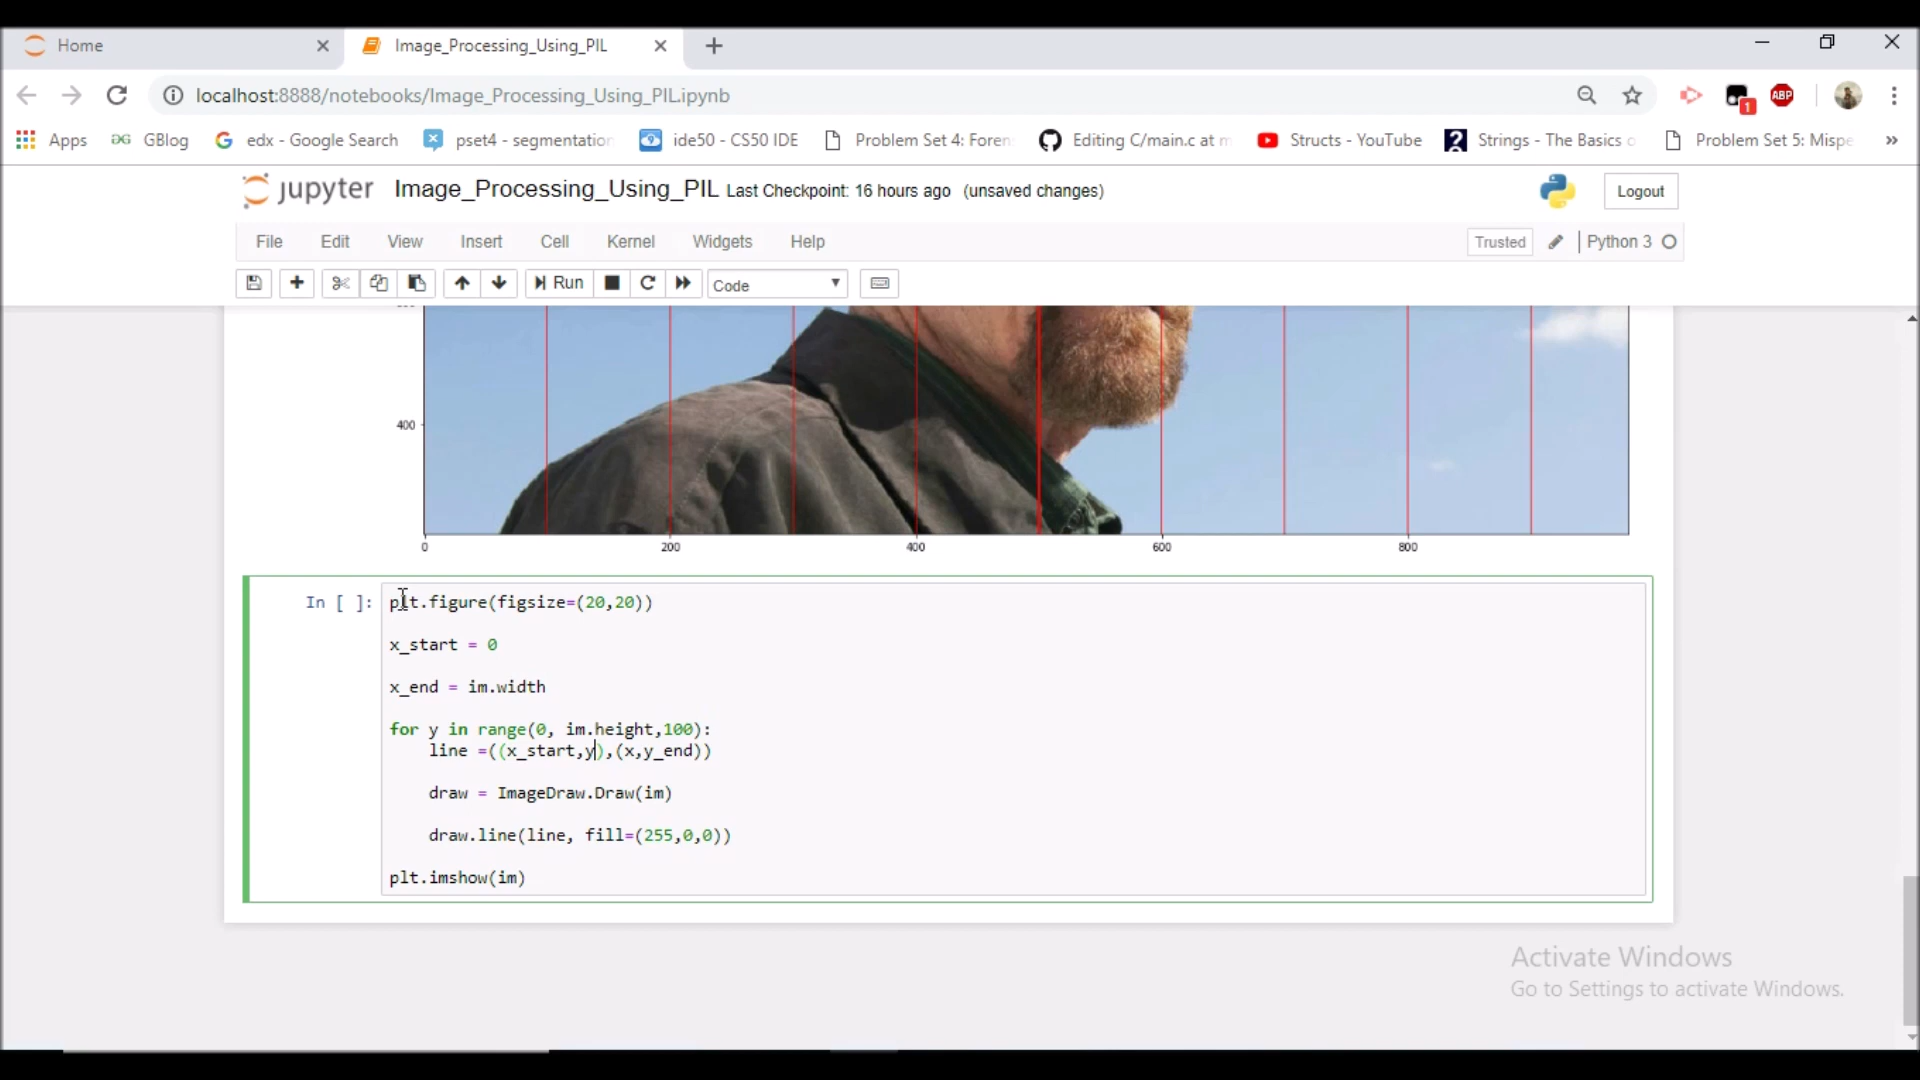 Home
Image_Processing_Using_PIL
localhost:8888/notebooks/Image_Processing_Using_PIL.ipynb
ABP
1
Apps
GBlog
edx - Google Search
pset4 - segmentation
ide50 - CS50 IDE
Problem Set 4: Foren
Editing C/main.c at m
Structs - YouTube
Strings - The Basics o
Problem Set 5: Mispe
jupyter Image_Processing_Using_PIL Last Checkpoint: 16 hours ago (unsaved changes)
Logout
File Edit View Insert Cell Kernel Widgets Help
Trusted Python 3
Run Code
400
0 200 400 600 800
In [ ]: plt.figure(figsize=(20,20))
x_start = 0
x_end = im.width
for y in range(0, im.height,100):
line =((x_start,y),(x,y_end))
draw = ImageDraw.Draw(im)
draw.line(line, fill=(255,0,0))
plt.imshow(im)
Activate Windows
Go to Settings to activate Windows.